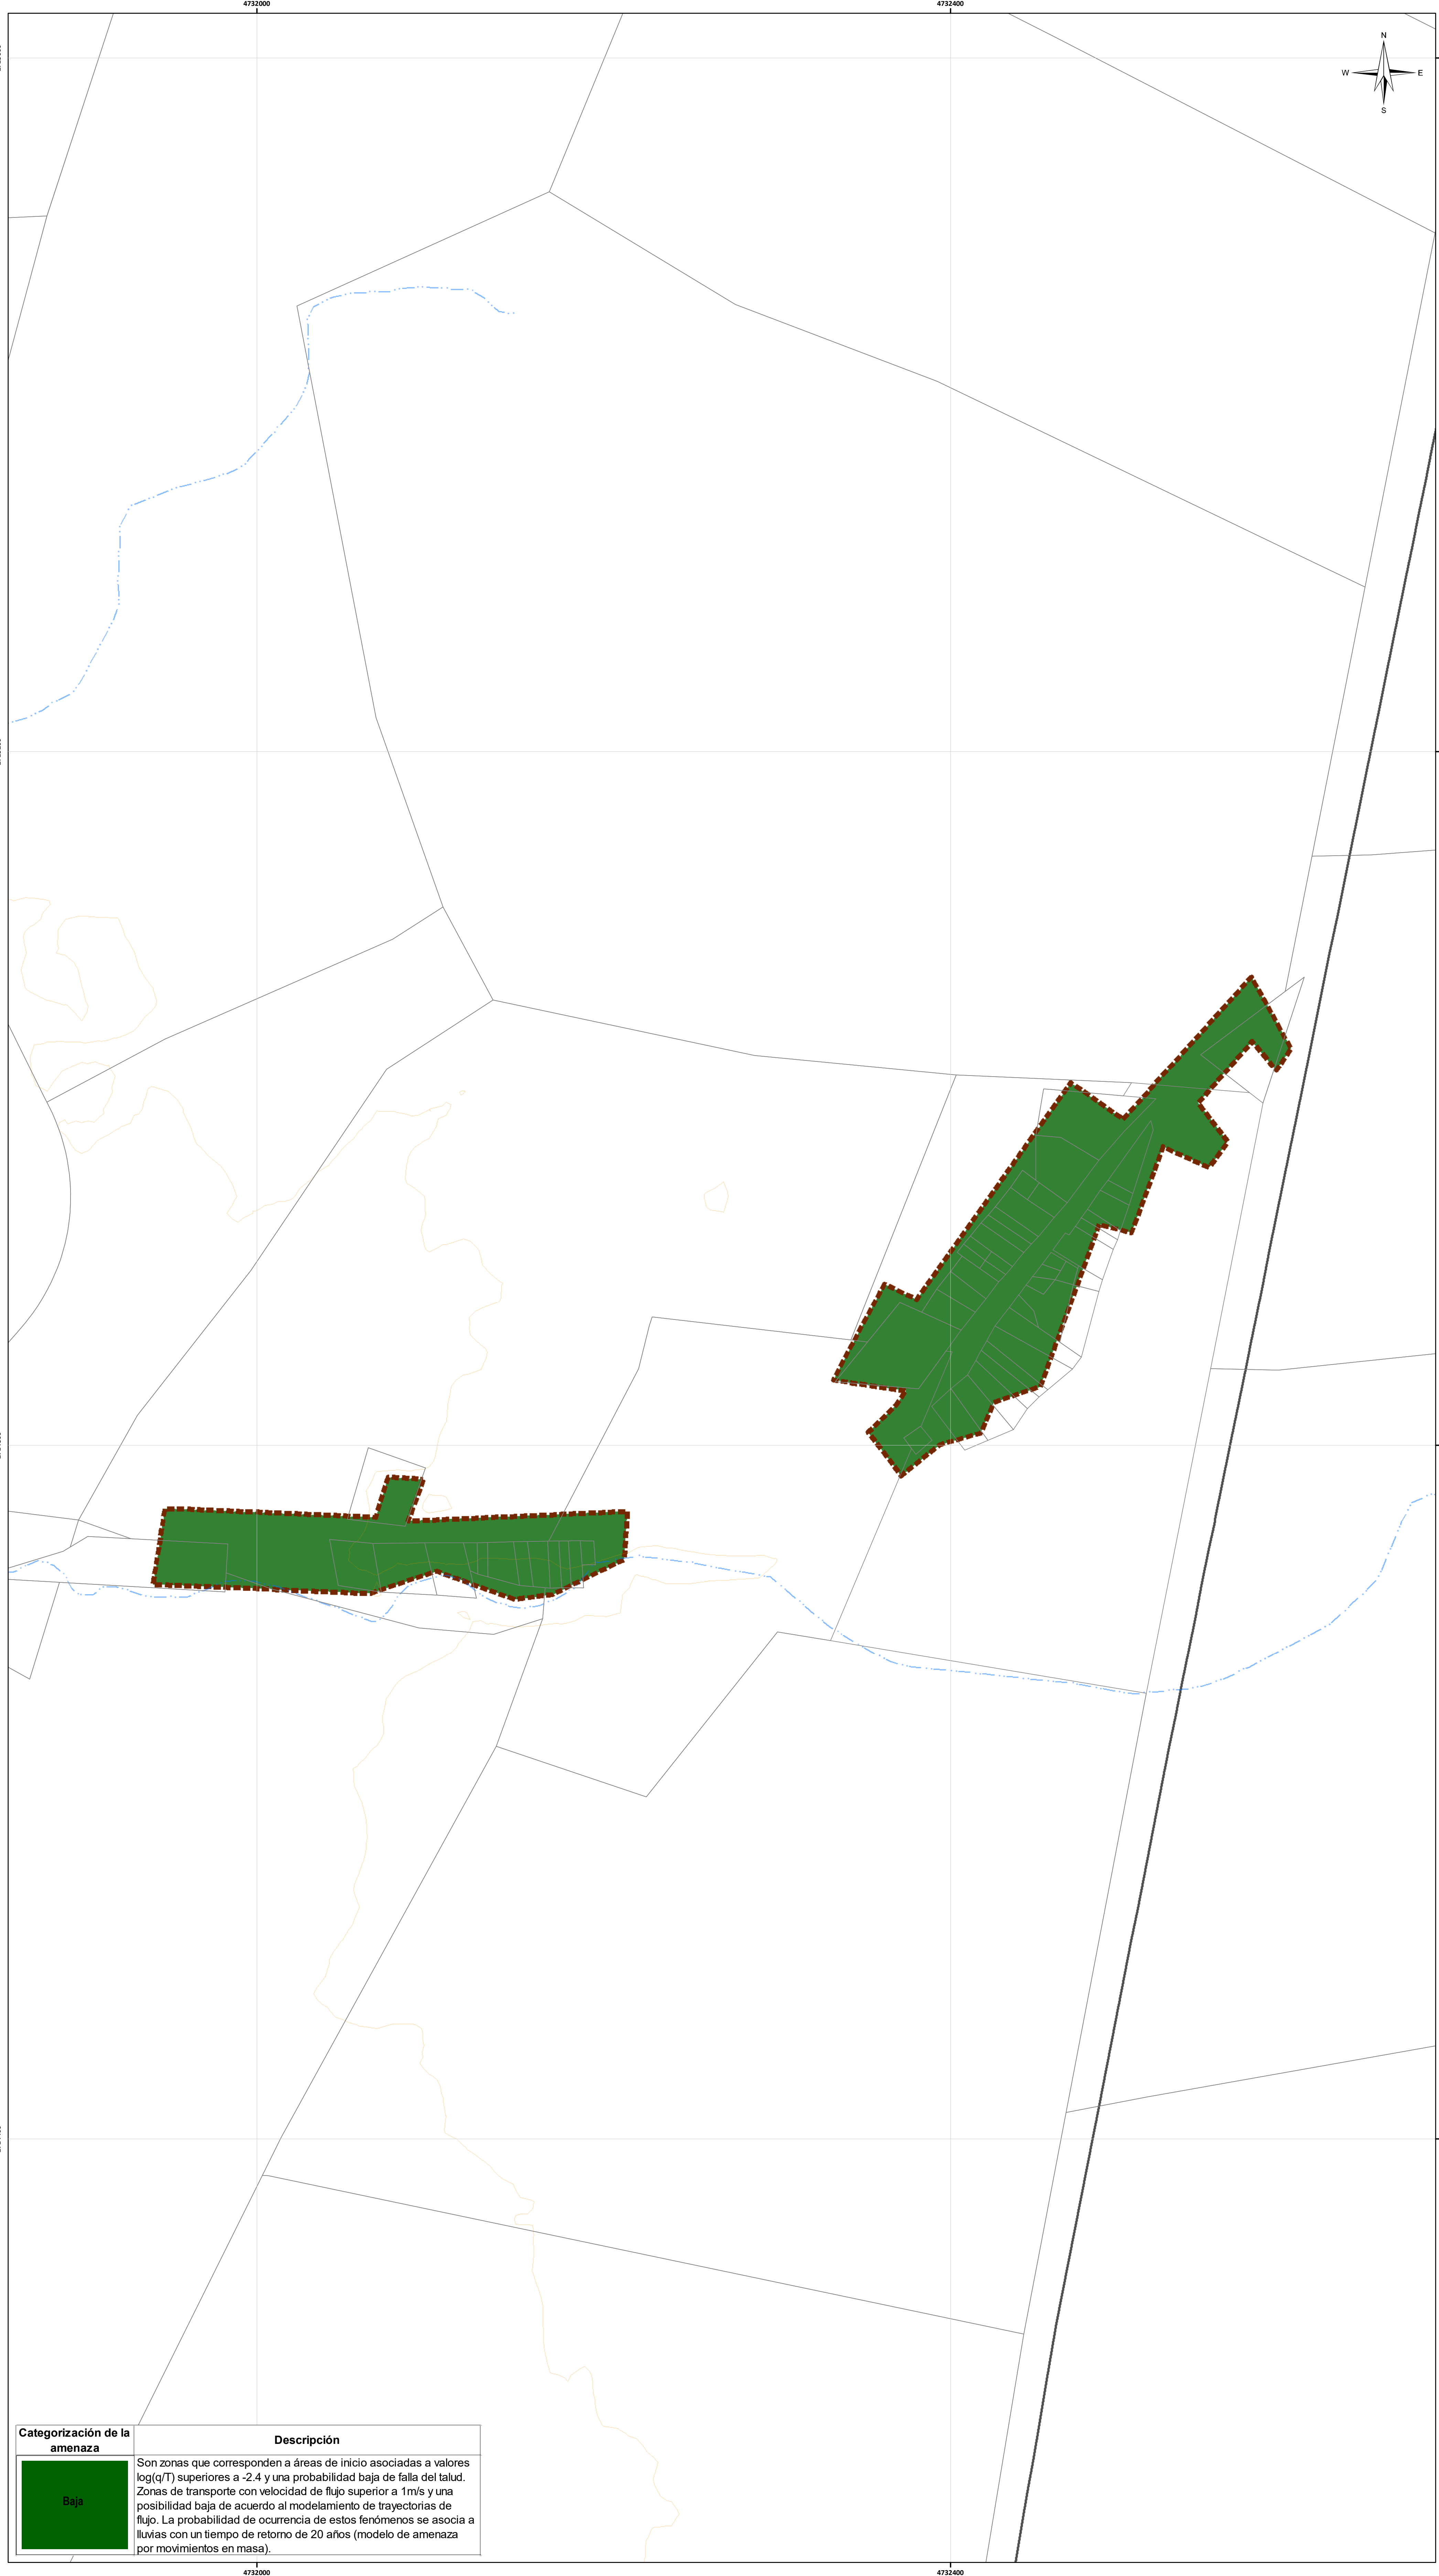 4732000 4732400
N
W E
S
Categorización de la
amenaza
Descripción
Baja
Son zonas que corresponden a áreas de inicio asociadas a valores
log(q/T) superiores a -2.4 y una probabilidad baja de falla del talud.
Zonas de transporte con velocidad de flujo superior a 1m/s y una
posibilidad baja de acuerdo al modelamiento de trayectorias de
flujo. La probabilidad de ocurrencia de estos fenómenos se asocia a
lluvias con un tiempo de retorno de 20 años (modelo de amenaza
por movimientos en masa).
4732000 4732400